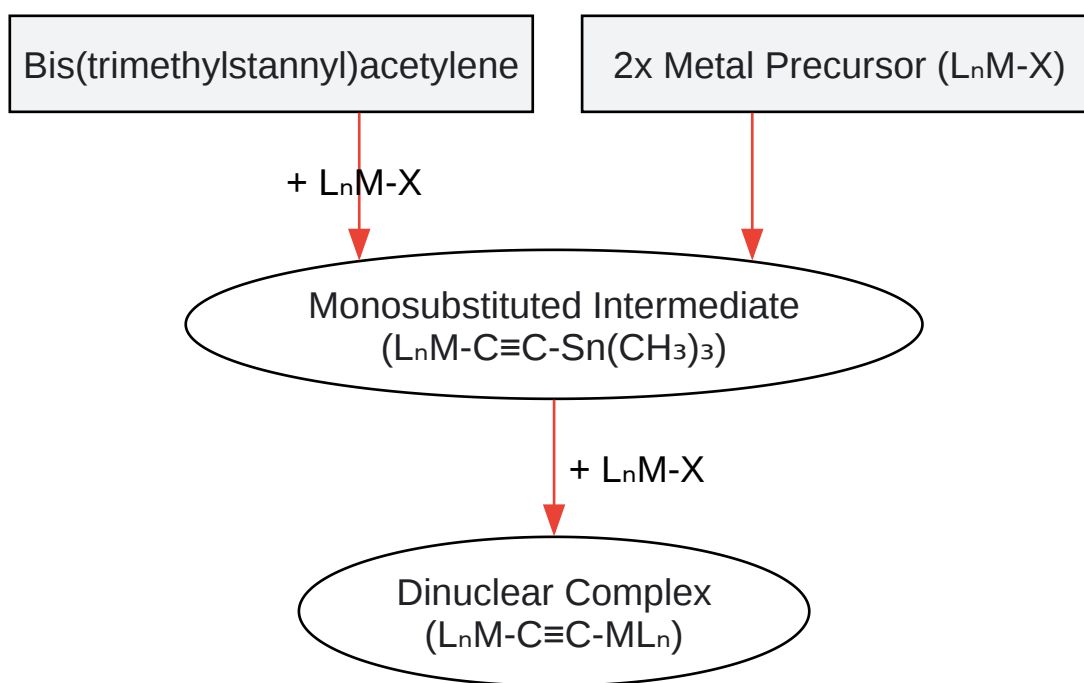 Bis(trimethylstannyl)acetylene
2x Metal Precursor (LₙM-X)
+ LₙM-X
Monosubstituted Intermediate
(LₙM-C≡C-Sn(CH₃)₃)
+ LₙM-X
Dinuclear Complex
(LₙM-C≡C-MLₙ)